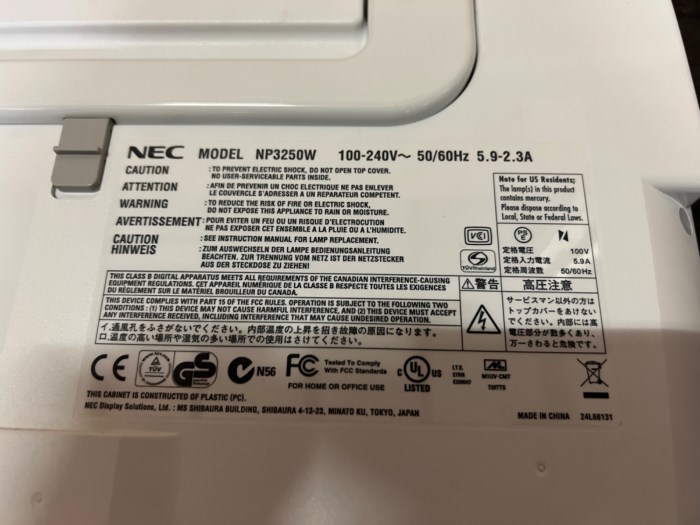 NEC MODEL NP3250W 100-240V~ 50/60Hz 5.9-2.3A
CAUTION : TO PREVENT ELECTRIC SHOCK, DO NOT OPEN TOP COVER.
NO USER-SERVICEABLE PARTS INSIDE.
ATTENTION : AFIN DE PREVENIR UN CHOC ELECTRIQUE NE PAS ENLEVER
LE COUVERCLE S'ADRESSER A UN REPARATEUR COMPETENT.
WARNING : TO REDUCE THE RISK OF FIRE OR ELECTRIC SHOCK,
DO NOT EXPOSE THIS APPLIANCE TO RAIN OR MOISTURE.
AVERTISSEMENT : POUR EVITER UN FEU OU UN RISQUE D'ELECTROCUTION
NE PAS EXPOSER CET ENSEMBLE A LA PLUIE OU A L'HUMIDITE.
CAUTION : SEE INSTRUCTION MANUAL FOR LAMP REPLACEMENT.
HINWEIS : ZUM AUSWECHSELN DER LAMPE BEDIENUNGSANLEITUNG
BEACHTEN. ZUR TRENNUNG VOM NETZ IST DER NETZSTECKER
AUS DER STECKDOSE ZU ZIEHEN!
THIS CLASS B DIGITAL APPARATUS MEETS ALL REQUIREMENTS OF THE CANADIAN INTERFERENCE-CAUSING
EQUIPMENT REGULATIONS. CET APPAREIL NUMÉRIQUE DE LA CLASSE B RESPECTE TOUTES LES EXIGENCES
DU RÈGLEMENT SUR LE MATÉRIEL BROUILLEUR DU CANADA.
THIS DEVICE COMPLIES WITH PART 15 OF THE FCC RULES. OPERATION IS SUBJECT TO THE FOLLOWING TWO
CONDITIONS : (1) THIS DEVICE MAY NOT CAUSE HARMFUL INTERFERENCE, AND (2) THIS DEVICE MUST ACCEPT
ANY INTERFERENCE RECEIVED, INCLUDING INTERFERENCE THAT MAY CAUSE UNDESIRED OPERATION.
イ.通風孔をふさがないでください。内部温度の上昇を招き故障の原因になります。
ロ.温度の高い場所や湿気の多い場所での使用はさけてください。
Note for US Residents;
The lamp(s) in this product
contains mercury.
Please dispose according to
Local, State or Federal Laws.
VCI
PS
E
TÜVRheinland
定格電圧 100V
定格入力電流 5.9A
定格周波数 50/60Hz
警告 高圧注意
サービスマン以外の方は
トップカバーをあけない
でください。内部には高
電圧部分が数多くあり、
万一さわると危険です。
CE
TÜV
GS
N56
FC Tested To Comply
With FCC Standards
FOR HOME OR OFFICE USE
c UL US
LISTED
I.T.E.
THIS CABINET IS CONSTRUCTED OF PLASTIC (PC).
NEC Display Solutions, Ltd. : MS SHIBAURA BUILDING, SHIBAURA 4-13-23, MINATO KU, TOKYO, JAPAN
MADE IN CHINA 24L68131